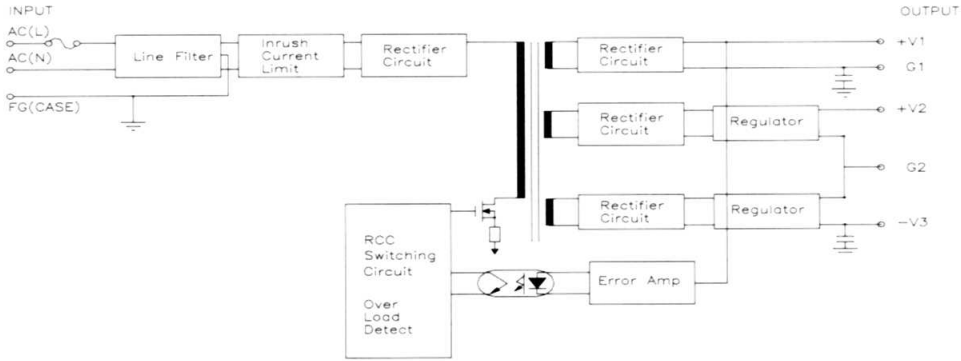 INPUT
OUTPUT
AC(L)
AC(N)
FG(CASE)
Line Filter
Inrush
Current
Limit
Rectifier
Circuit
Rectifier
Circuit
+V1
G1
Rectifier
Circuit
Regulator
+V2
G2
Rectifier
Circuit
Regulator
-V3
RCC
Switching
Circuit
Over
Load
Detect
Error Amp